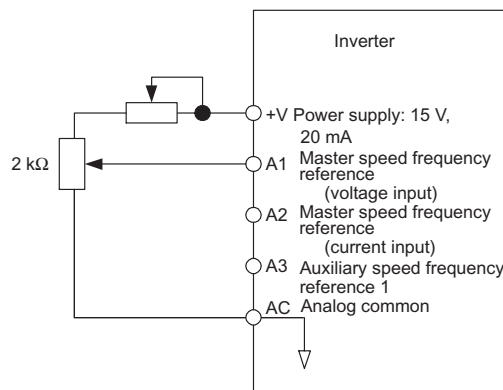 Inverter
+V Power supply: 15 V,
20 mA
2 kΩ
A1 Master speed frequency
reference
(voltage input)
A2 Master speed frequency
reference
(current input)
A3 Auxiliary speed frequency
reference 1
AC Analog common